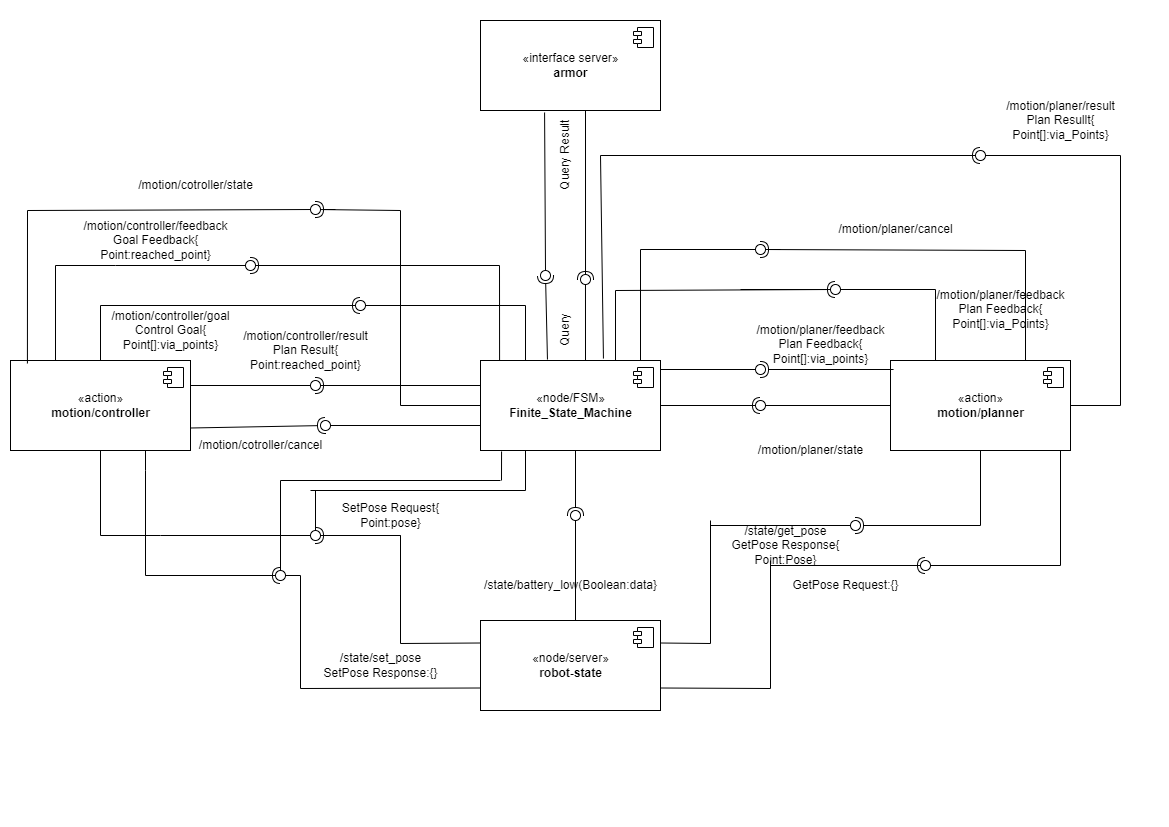 «interface server»
armor
Query Result
Query
/motion/planer/result
Plan Resullt{
Point[]:via_Points}
/motion/cotroller/state
/motion/controller/feedback
Goal Feedback{
Point:reached_point}
/motion/planer/cancel
/motion/planer/feedback
Plan Feedback{
Point[]:via_Points}
/motion/controller/goal
Control Goal{
Point[]:via_points}
/motion/controller/result
Plan Result{
Point:reached_point}
/motion/planer/feedback
Plan Feedback{
Point[]:via_points}
«action»
motion/controller
«node/FSM»
Finite_State_Machine
«action»
motion/planner
/motion/cotroller/cancel
/motion/planer/state
SetPose Request{
Point:pose}
/state/get_pose
GetPose Response{
Point:Pose}
/state/battery_low(Boolean:data}
GetPose Request:{}
/state/set_pose
SetPose Response:{}
«node/server»
robot-state